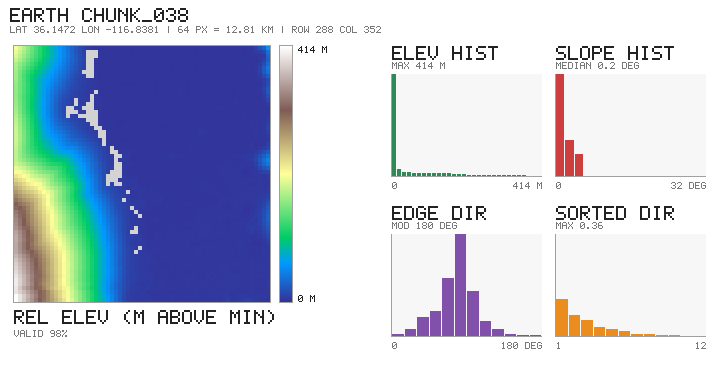 EARTH CHUNK_038
LAT 36.1472 LON -116.8381 | 64 PX = 12.81 KM | ROW 288 COL 352
414 M
0 M
REL ELEV (M ABOVE MIN)
VALID 98%
ELEV HIST
MAX 414 M
0 414 M
SLOPE HIST
MEDIAN 0.2 DEG
0 32 DEG
EDGE DIR
MOD 180 DEG
0 180 DEG
SORTED DIR
MAX 0.36
1 12